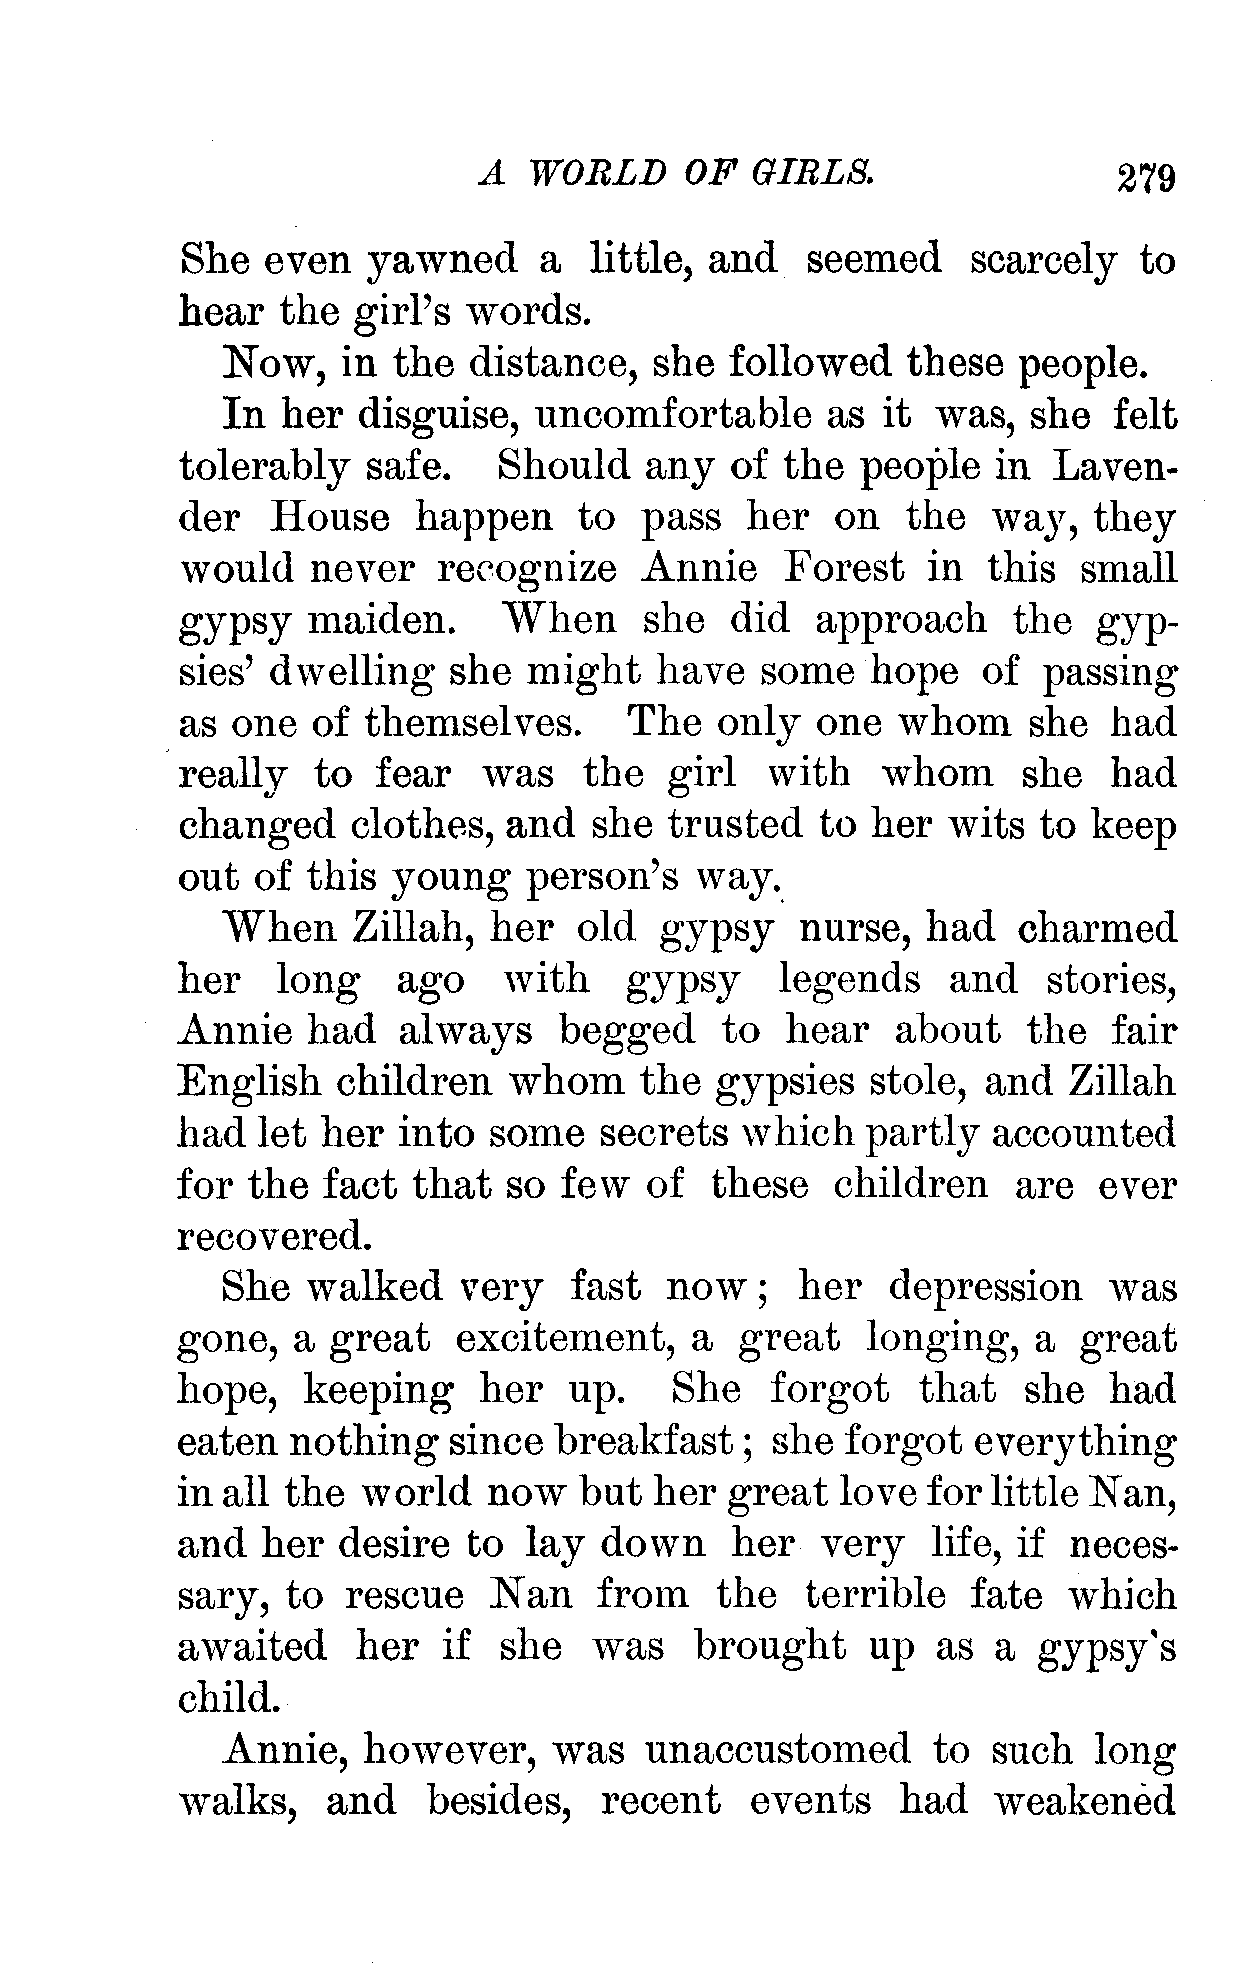 A WORLD OF GIRLS. 279
She even yawned a little, and seemed scarcely to
hear the girl's words.
Now, in the distance, she followed these people.
In her disguise, uncomfortable as it was, she felt
tolerably safe. Should any of the people in Laven-
der House happen to pass her on the way, they
would never recognize Annie Forest in this small
gypsy maiden. When she did approach the gyp-
sies' dwelling she might have some hope of passing
as one of themselves. The only one whom she had
really to fear was the girl with whom she had
changed clothes, and she trusted to her wits to keep
out of this young person's way.
When Zillah, her old gypsy nurse, had charmed
her long ago with gypsy legends and stories,
Annie had always begged to hear about the fair
English children whom the gypsies stole, and Zillah
had let her into some secrets which partly accounted
for the fact that so few of these children are ever
recovered.
She walked very fast now; her depression was
gone, a great excitement, a great longing, a great
hope, keeping her up. She forgot that she had
eaten nothing since breakfast; she forgot everything
in all the world now but her great love for little Nan,
and her desire to lay down her very life, if neces-
sary, to rescue Nan from the terrible fate which
awaited her if she was brought up as a gypsy's
child.
Annie, however, was unaccustomed to such long
walks, and besides, recent events had weakened